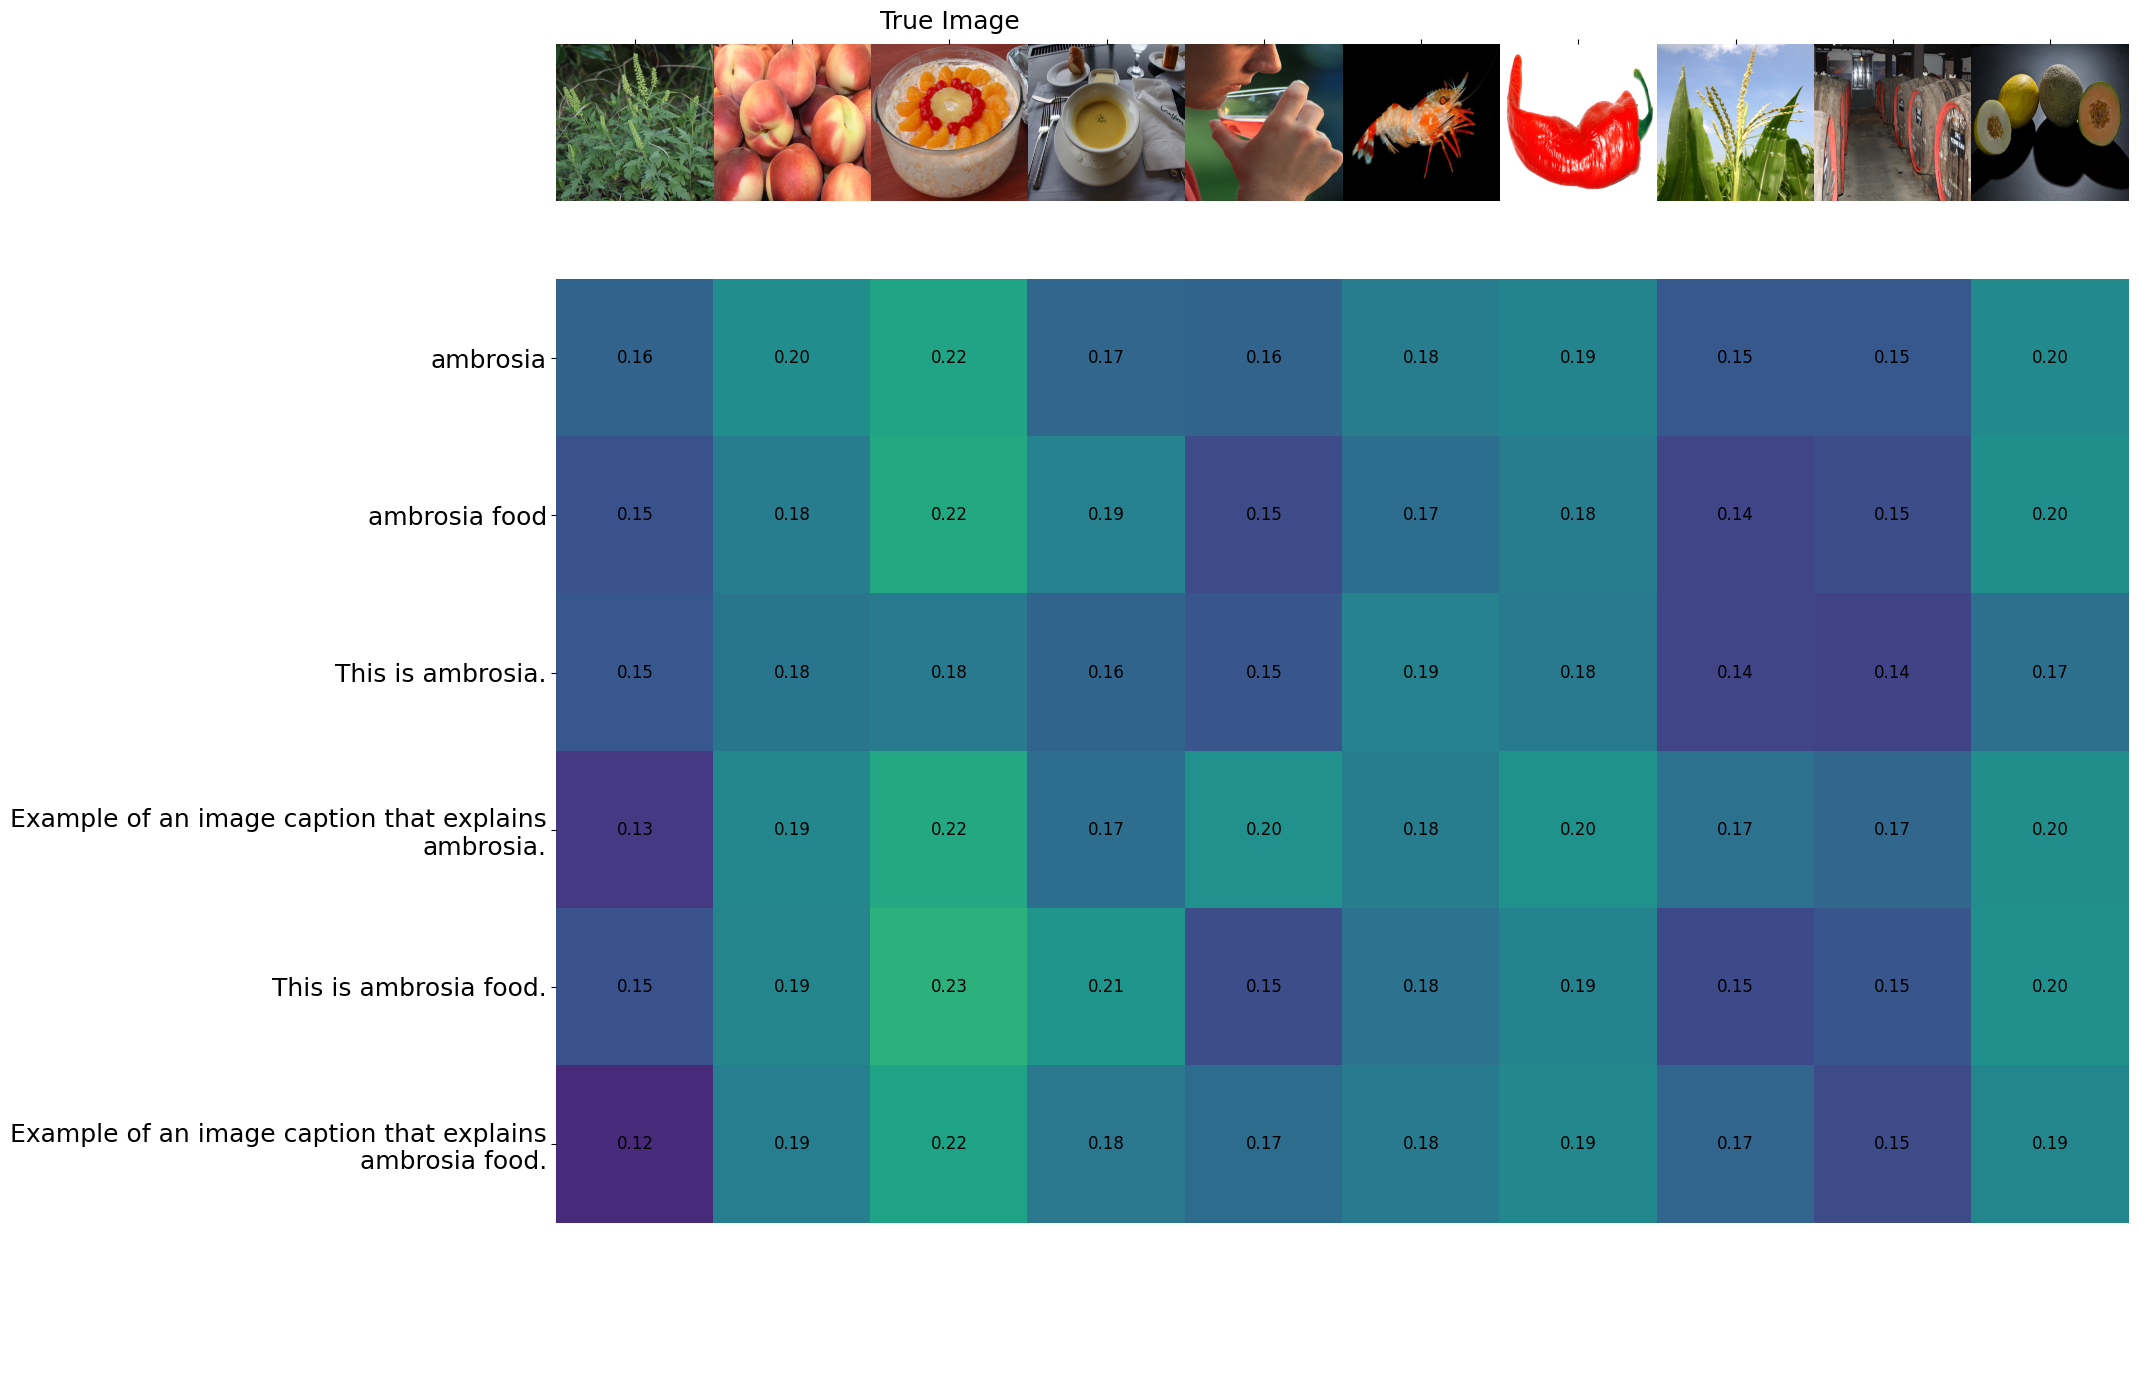 True Image
ambrosia
0.16 0.20 0.22 0.17 0.16 0.18 0.19 0.15 0.15 0.20
ambrosia food
0.15 0.18 0.22 0.19 0.15 0.17 0.18 0.14 0.15 0.20
This is ambrosia.
0.15 0.18 0.18 0.16 0.15 0.19 0.18 0.14 0.14 0.17
Example of an image caption that explains
ambrosia.
0.13 0.19 0.22 0.17 0.20 0.18 0.20 0.17 0.17 0.20
This is ambrosia food.
0.15 0.19 0.23 0.21 0.15 0.18 0.19 0.15 0.15 0.20
Example of an image caption that explains
ambrosia food.
0.12 0.19 0.22 0.18 0.17 0.18 0.19 0.17 0.15 0.19